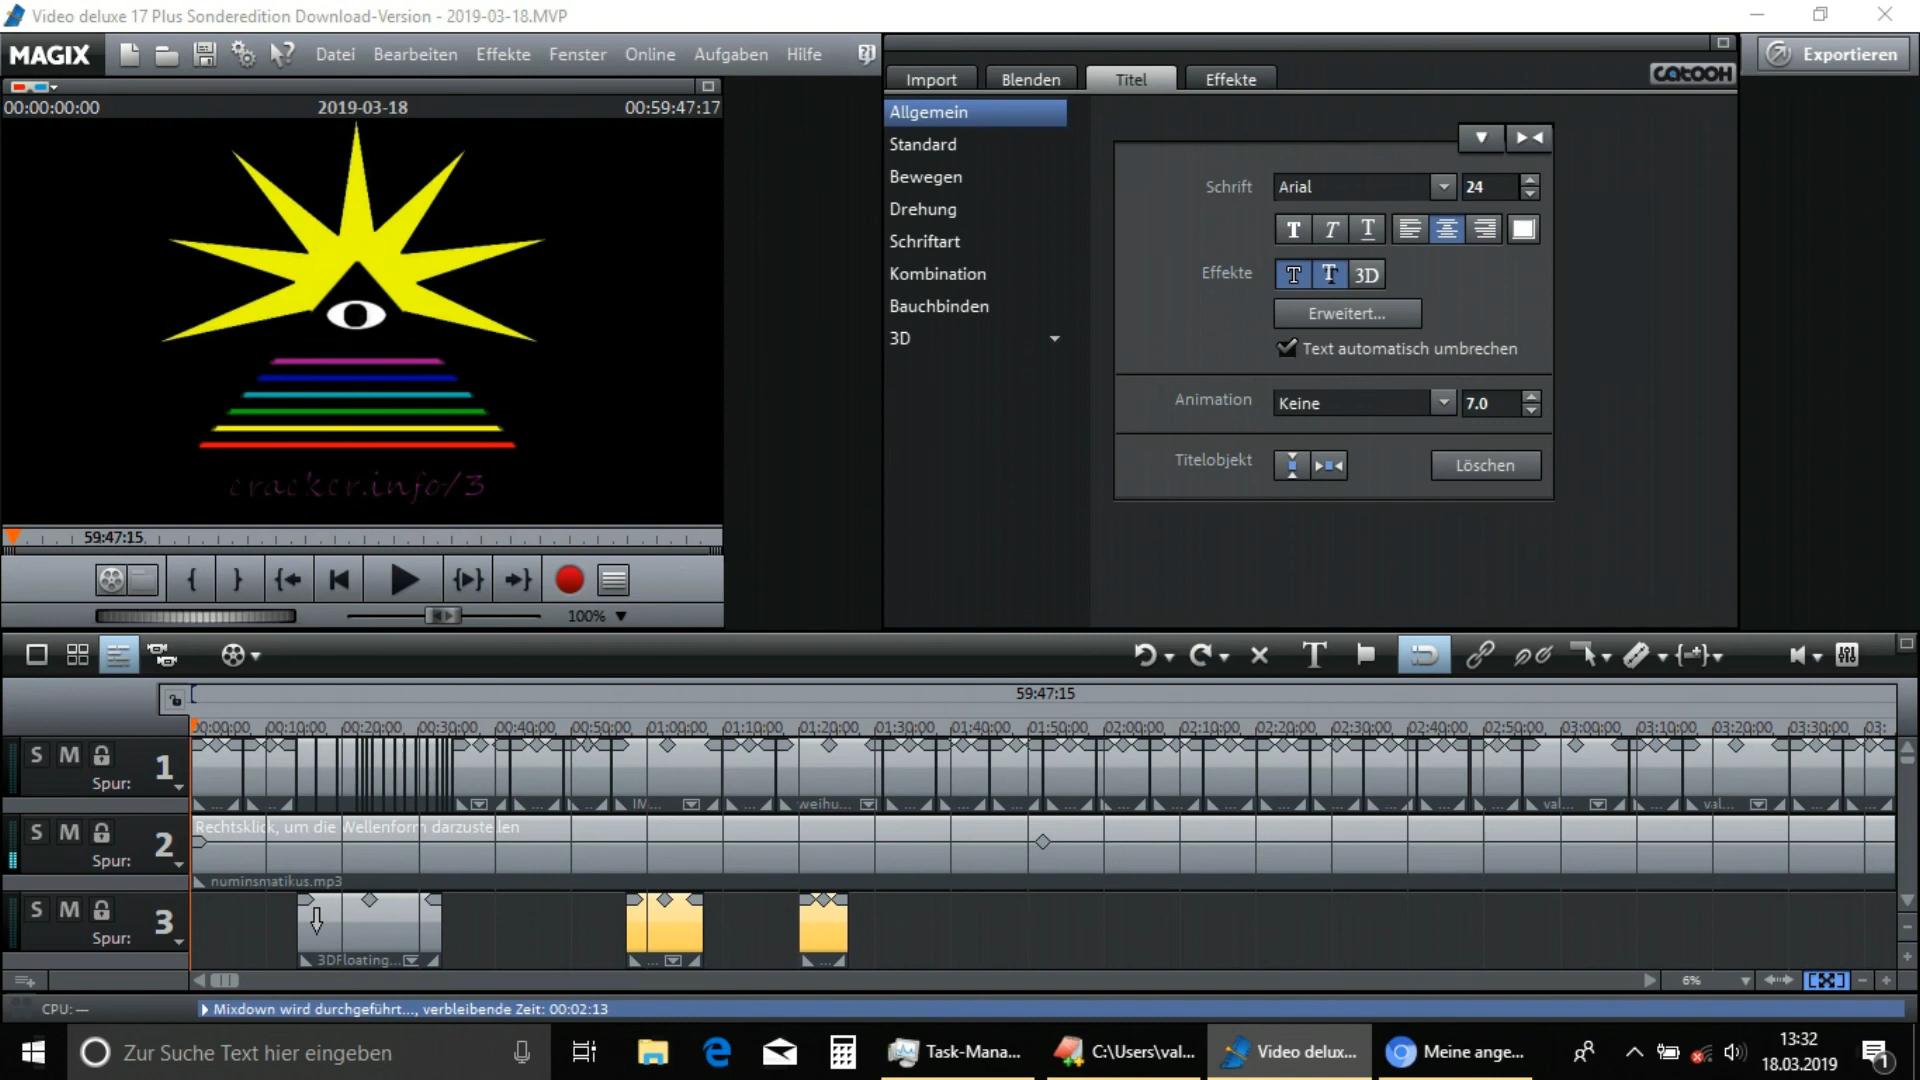 Video deluxe 17 Plus Sonderedition Download-Version - 2019-03-18.MVP
MAGIX
Datei Bearbeiten Effekte Fenster Online Aufgaben Hilfe
Import Blenden Titel Effekte
catooh
Exportieren
00:00:00:00 2019-03-18 00:59:47:17
cracker.info/3
59:47:15
100%
Allgemein
Standard
Bewegen
Drehung
Schriftart
Kombination
Bauchbinden
3D
Schrift Arial 24
T T T
Effekte T T 3D
Erweitert...
Text automatisch umbrechen
Animation Keine 7.0
Titelobjekt Löschen
59:47:15
00:00:00 00:10:00 00:20:00 00:30:00 00:40:00 00:50:00 01:00:00 01:10:00 01:20:00 01:30:00 01:40:00 01:50:00 02:00:00 02:10:00 02:20:00 02:30:00 02:40:00 02:50:00 03:00:00 03:10:00 03:20:00 03:30:00 03:
S M
Spur: 1
IM... weihu... val... val...
S M
Spur: 2
Rechtsklick, um die Wellenform darzustellen
numinsmatikus.mp3
S M
Spur: 3
3DFloating...
6%
CPU: —
Mixdown wird durchgeführt..., verbleibende Zeit: 00:02:13
Zur Suche Text hier eingeben
Task-Mana...
C:\Users\val...
Video delux...
Meine ange...
13:32
18.03.2019
1